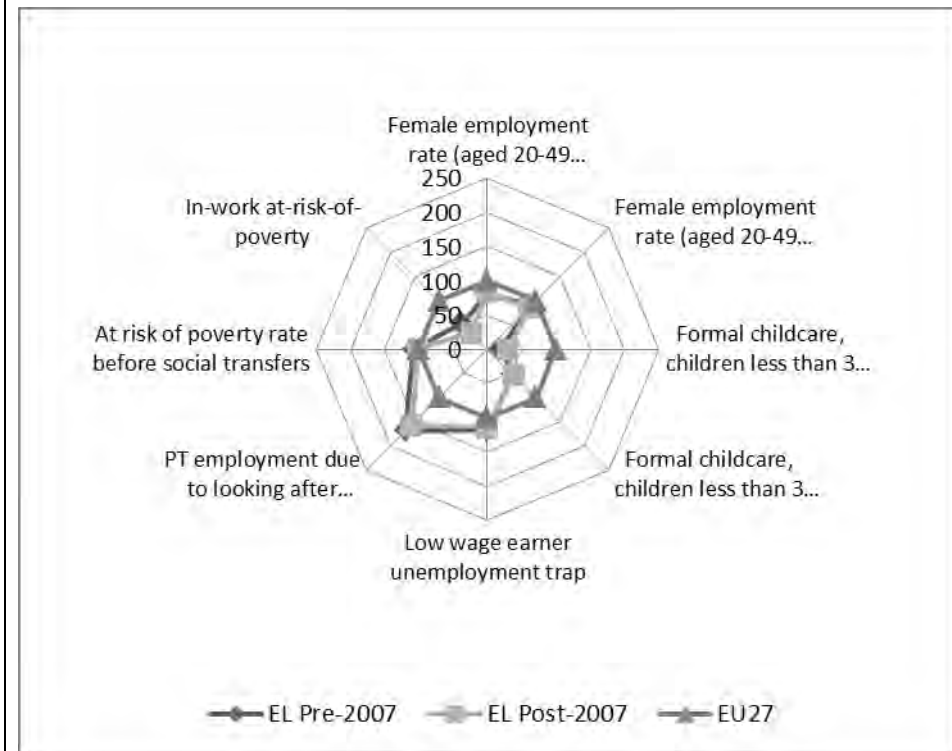 Female employment
rate (aged 20-49...
250
200
150
100
50
0
Female employment
rate (aged 20-49...
Formal childcare,
children less than 3...
Formal childcare,
children less than 3...
Low wage earner
unemployment trap
PT employment due
to looking after...
At risk of poverty rate
before social transfers
In-work at-risk-of-
poverty
EL Pre-2007 EL Post-2007 EU27